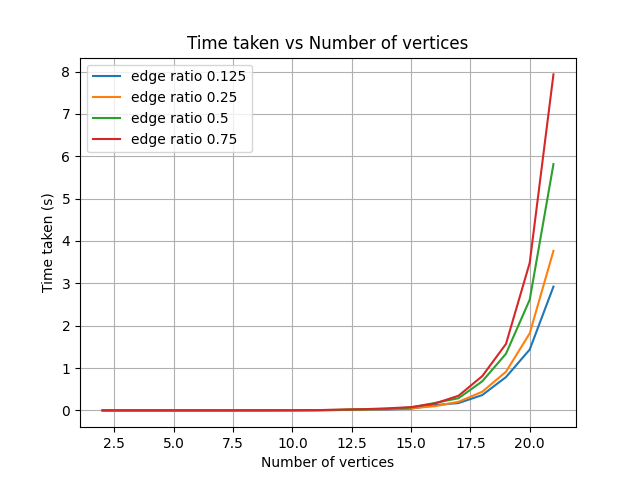 Time taken vs Number of vertices
edge ratio 0.125
edge ratio 0.25
edge ratio 0.5
edge ratio 0.75
Time taken (s)
8
7
6
5
4
3
2
1
0
2.5 5.0 7.5 10.0 12.5 15.0 17.5 20.0
Number of vertices